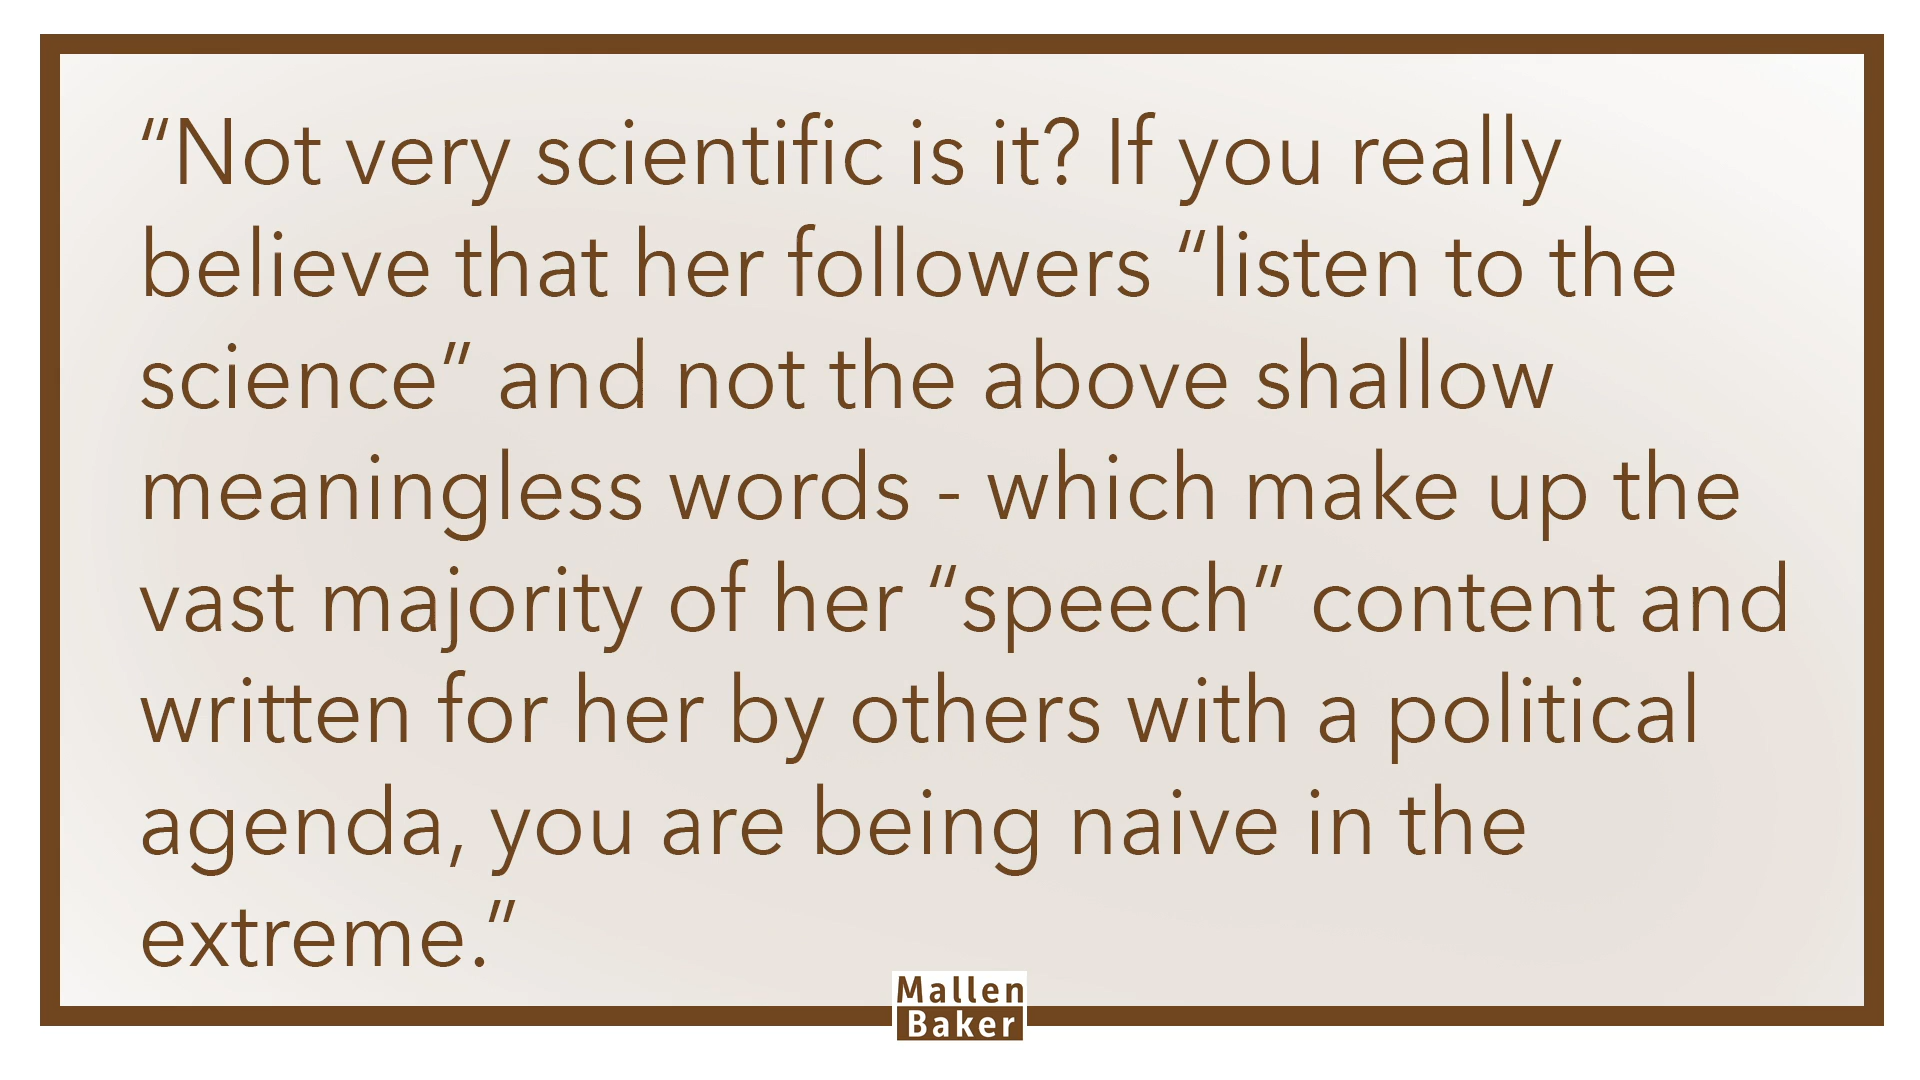 “Not very scientific is it? If you really
believe that her followers “listen to the
science” and not the above shallow
meaningless words - which make up the
vast majority of her “speech” content and
written for her by others with a political
agenda, you are being naive in the
extreme.”
Mallen
Baker